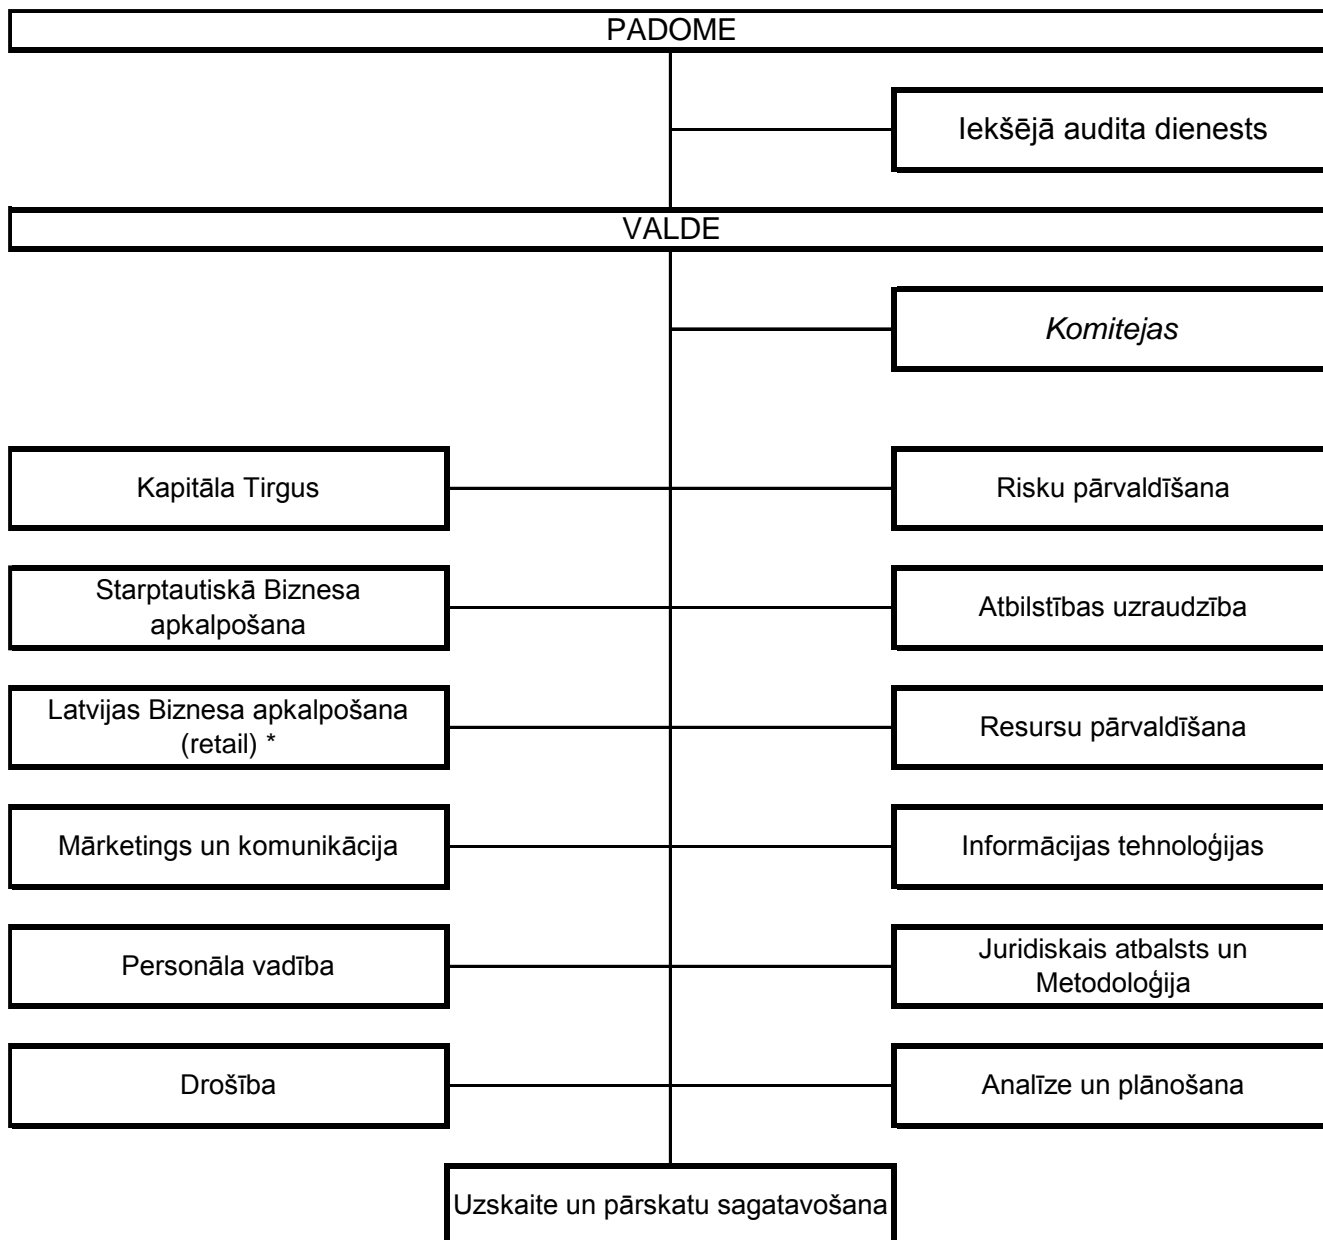 PADOME
Iekšējā audita dienests
VALDE
Komitejas
Kapitāla Tirgus
Risku pārvaldīšana
Starptautiskā Biznesa
apkalpošana
Atbilstības uzraudzība
Latvijas Biznesa apkalpošana
(retail) *
Resursu pārvaldīšana
Mārketings un komunikācija
Informācijas tehnoloģijas
Personāla vadība
Juridiskais atbalsts un
Metodoloģija
Drošība
Analīze un plānošana
Uzskaite un pārskatu sagatavošana